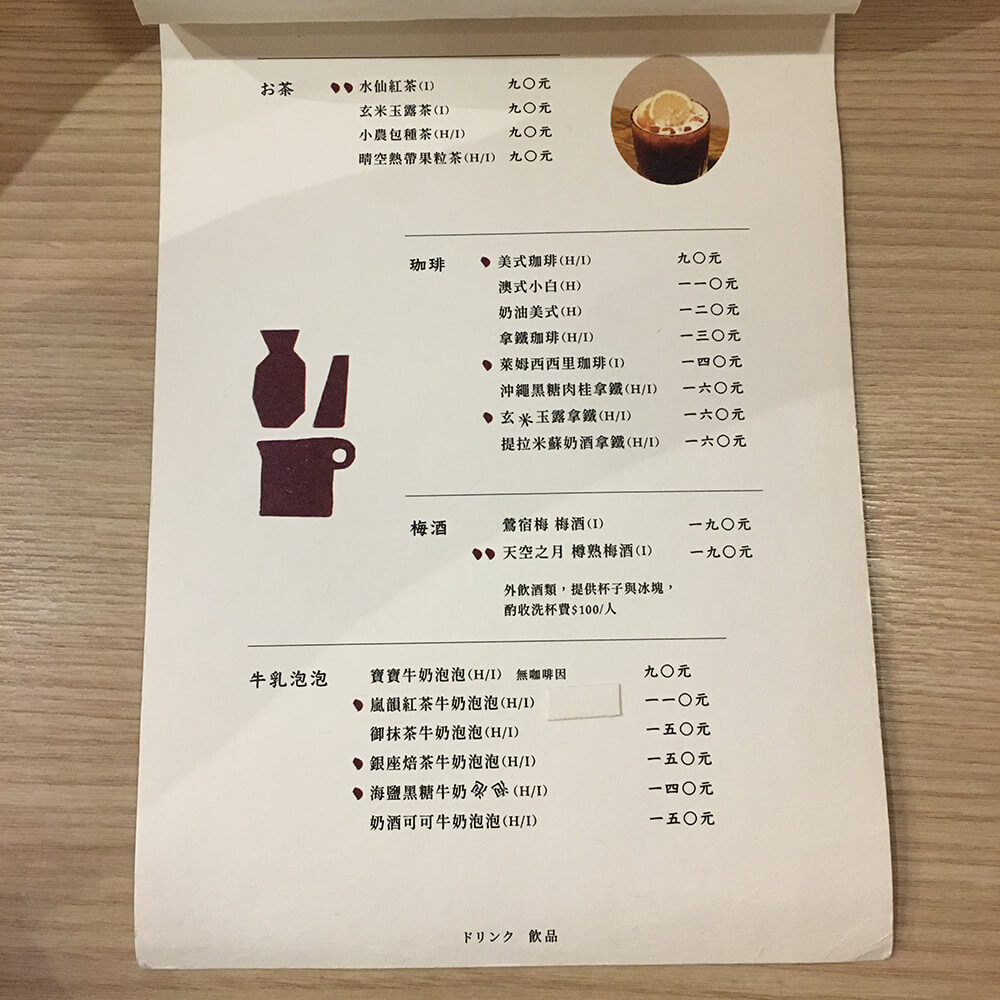 お茶
水仙紅茶(I) 九〇元
玄米玉露茶(I) 九〇元
小農包種茶(H/I) 九〇元
晴空熱帶果粒茶(H/I) 九〇元
珈琲
美式珈琲(H/I) 九〇元
澳式小白(H) 一一〇元
奶油美式(H) 一二〇元
拿鐵珈琲(H/I) 一三〇元
萊姆西西里珈琲(I) 一四〇元
沖繩黑糖肉桂拿鐵(H/I) 一六〇元
玄米玉露拿鐵(H/I) 一六〇元
提拉米蘇奶酒拿鐵(H/I) 一六〇元
梅酒
鶯宿梅 梅酒(I) 一九〇元
天空之月 樽熟梅酒(I) 一九〇元
外飲酒類，提供杯子與冰塊，
酌收洗杯費$100/人
牛乳泡泡
寶寶牛奶泡泡(H/I) 無咖啡因 九〇元
嵐韻紅茶牛奶泡泡(H/I) 一一〇元
御抹茶牛奶泡泡(H/I) 一五〇元
銀座焙茶牛奶泡泡(H/I) 一五〇元
海鹽黑糖牛奶泡泡(H/I) 一四〇元
奶酒可可牛奶泡泡(H/I) 一五〇元
ドリンク 飲品